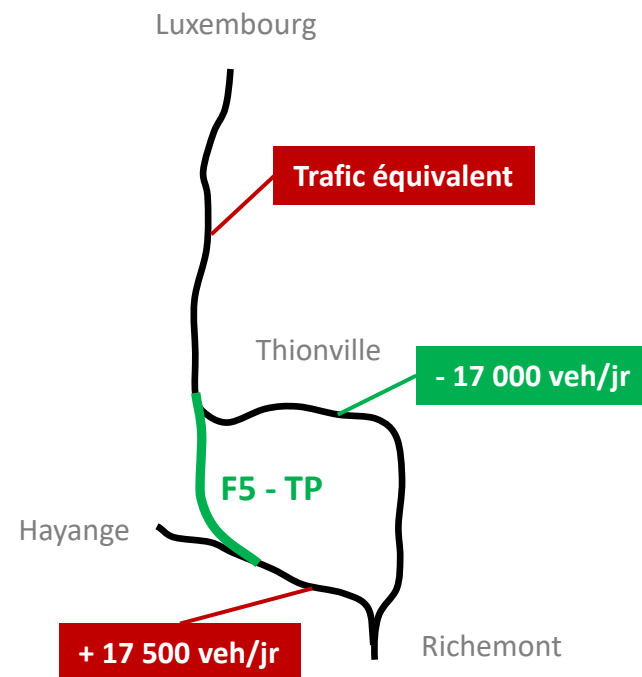 Luxembourg
Trafic équivalent
Thionville
- 17 000 veh/jr
F5 - TP
Hayange
+ 17 500 veh/jr
Richemont